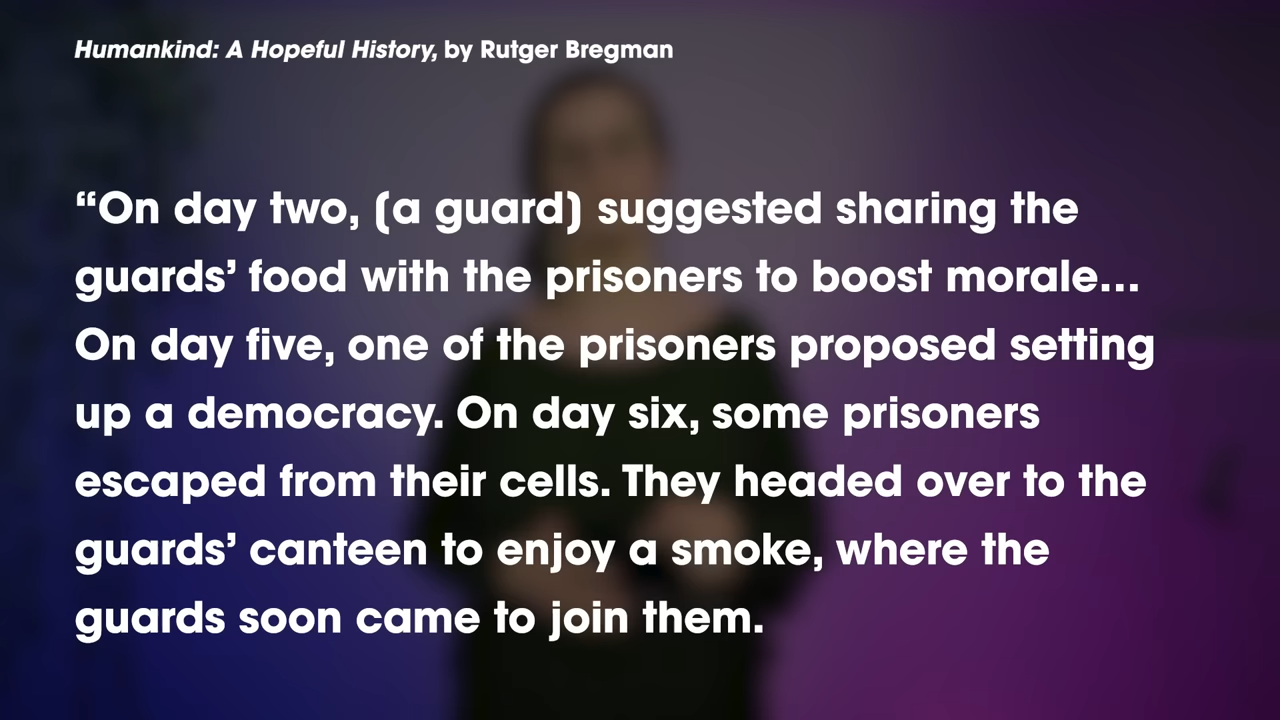 Humankind: A Hopeful History, by Rutger Bregman
“On day two, (a guard) suggested sharing the
guards’ food with the prisoners to boost morale...
On day five, one of the prisoners proposed setting
up a democracy. On day six, some prisoners
escaped from their cells. They headed over to the
guards’ canteen to enjoy a smoke, where the
guards soon came to join them.